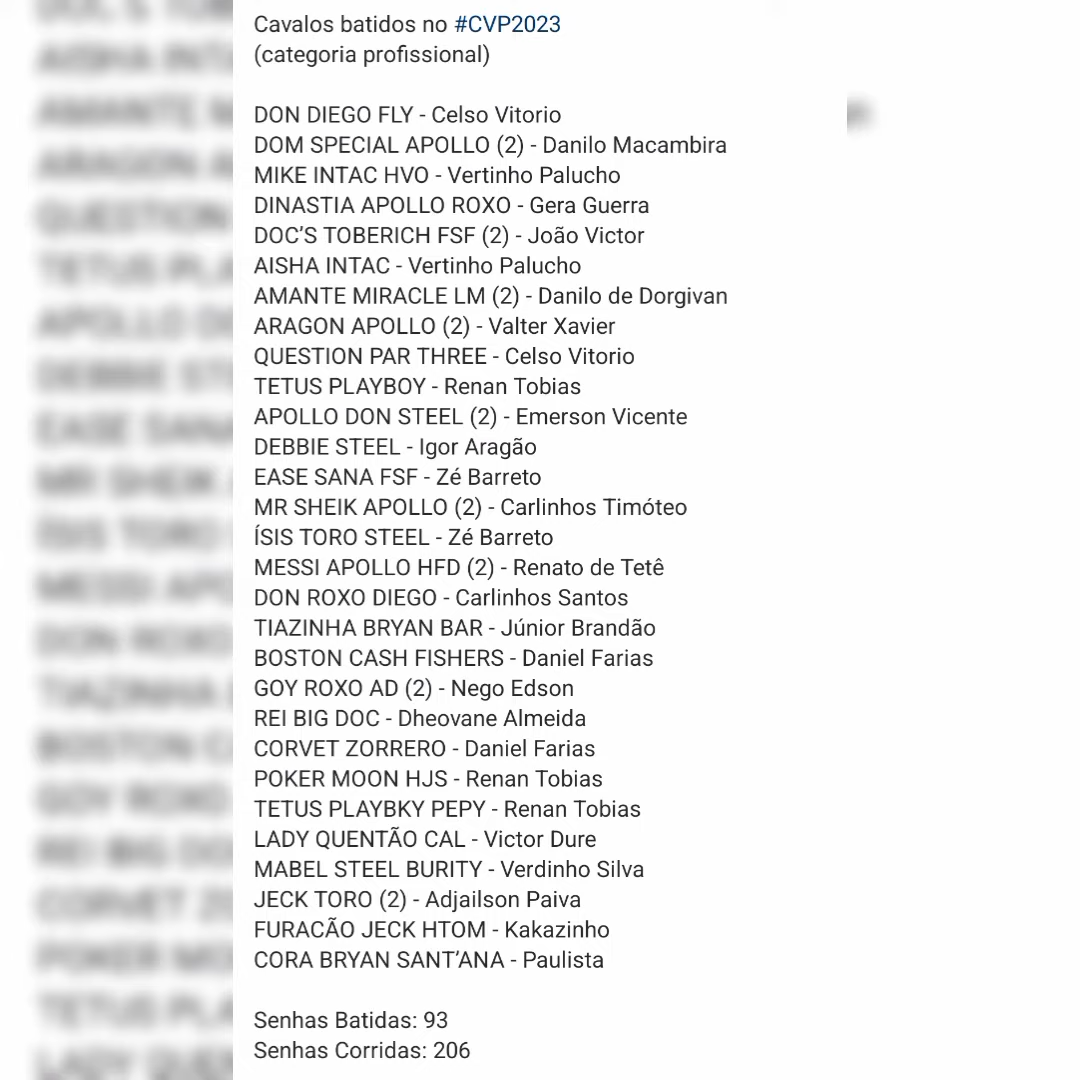 Cavalos batidos no #CVP2023
(categoria profissional)
DON DIEGO FLY - Celso Vitorio
DOM SPECIAL APOLLO (2) - Danilo Macambira
MIKE INTAC HVO - Vertinho Palucho
DINASTIA APOLLO ROXO - Gera Guerra
DOC’S TOBERICH FSF (2) - João Victor
AISHA INTAC - Vertinho Palucho
AMANTE MIRACLE LM (2) - Danilo de Dorgivan
ARAGON APOLLO (2) - Valter Xavier
QUESTION PAR THREE - Celso Vitorio
TETUS PLAYBOY - Renan Tobias
APOLLO DON STEEL (2) - Emerson Vicente
DEBBIE STEEL - Igor Aragão
EASE SANA FSF - Zé Barreto
MR SHEIK APOLLO (2) - Carlinhos Timóteo
ÍSIS TORO STEEL - Zé Barreto
MESSI APOLLO HFD (2) - Renato de Tetê
DON ROXO DIEGO - Carlinhos Santos
TIAZINHA BRYAN BAR - Júnior Brandão
BOSTON CASH FISHERS - Daniel Farias
GOY ROXO AD (2) - Nego Edson
REI BIG DOC - Dheovane Almeida
CORVET ZORRERO - Daniel Farias
POKER MOON HJS - Renan Tobias
TETUS PLAYBKY PEPY - Renan Tobias
LADY QUENTÃO CAL - Victor Dure
MABEL STEEL BURITY - Verdinho Silva
JECK TORO (2) - Adjailson Paiva
FURACÃO JECK HTOM - Kakazinho
CORA BRYAN SANT’ANA - Paulista
Senhas Batidas: 93
Senhas Corridas: 206